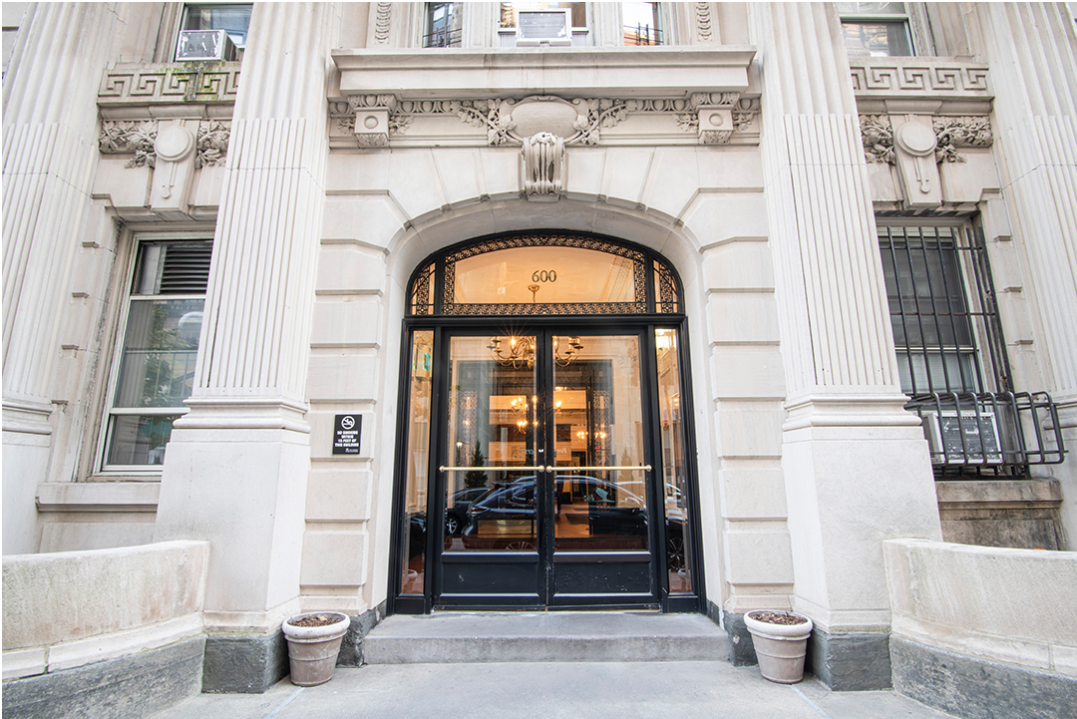 600
NO SMOKING
WITHIN
15 FEET OF
THIS BUILDING